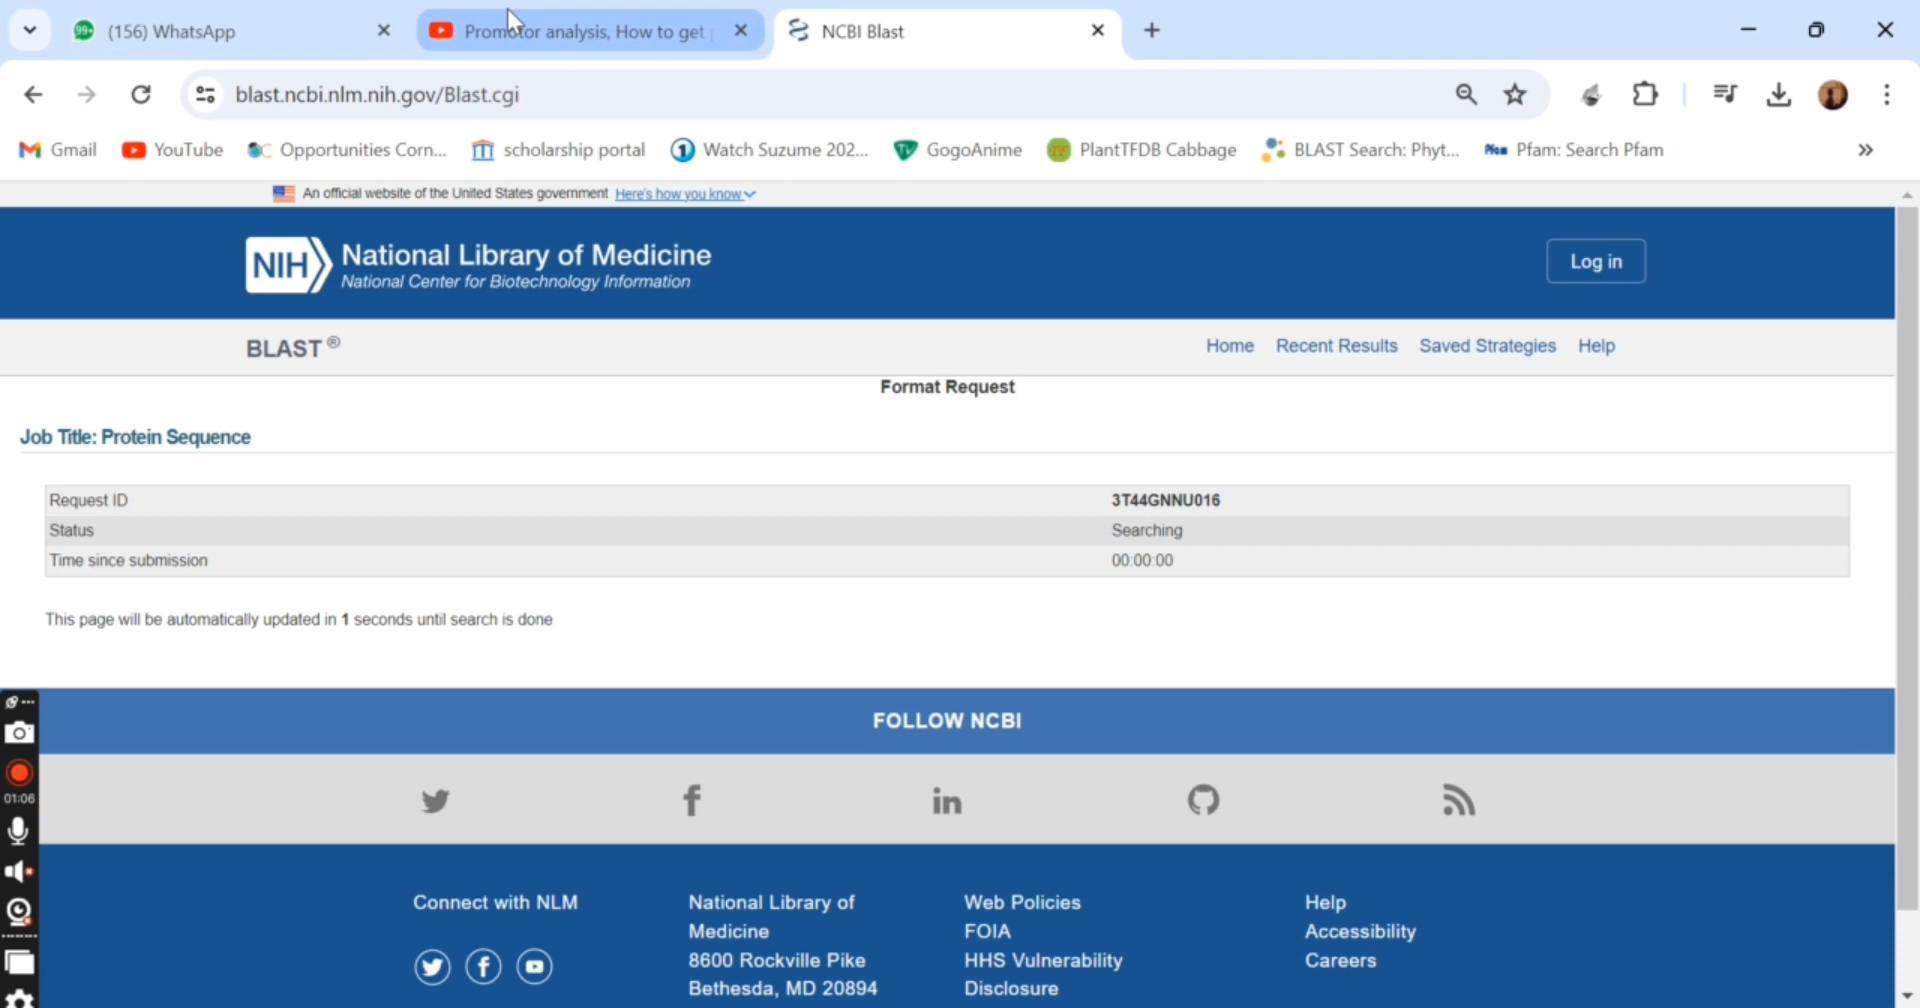 99+ (156) WhatsApp
Promotor analysis, How to get p
NCBI Blast
blast.ncbi.nlm.nih.gov/Blast.cgi
Gmail YouTube Opportunities Corn... scholarship portal Watch Suzume 202... GogoAnime PlantTFDB Cabbage BLAST Search: Phyt... Pfam: Search Pfam »
An official website of the United States government Here's how you know
NIH National Library of Medicine
National Center for Biotechnology Information
Log in
BLAST ® Home Recent Results Saved Strategies Help
Format Request
Job Title: Protein Sequence
Request ID 3T44GNNU016
Status Searching
Time since submission 00:00:00
This page will be automatically updated in 1 seconds until search is done
FOLLOW NCBI
01:06
Connect with NLM
National Library of
Medicine
8600 Rockville Pike
Bethesda, MD 20894
Web Policies
FOIA
HHS Vulnerability
Disclosure
Help
Accessibility
Careers